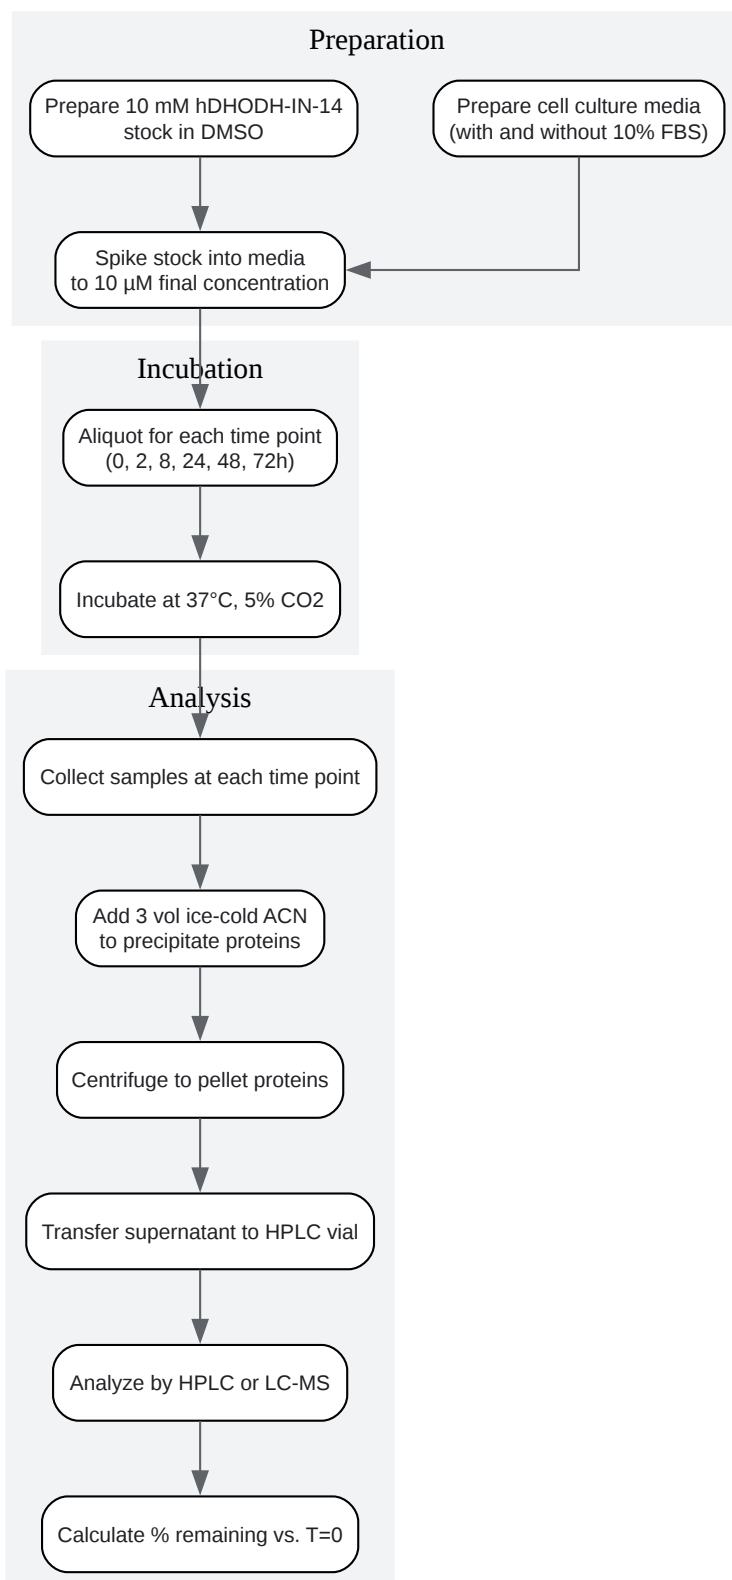 Preparation
Prepare 10 mM hDHODH-IN-14
stock in DMSO
Prepare cell culture media
(with and without 10% FBS)
Spike stock into media
to 10 µM final concentration
Incubation
Aliquot for each time point
(0, 2, 8, 24, 48, 72h)
Incubate at 37°C, 5% CO2
Analysis
Collect samples at each time point
Add 3 vol ice-cold ACN
to precipitate proteins
Centrifuge to pellet proteins
Transfer supernatant to HPLC vial
Analyze by HPLC or LC-MS
Calculate % remaining vs. T=0